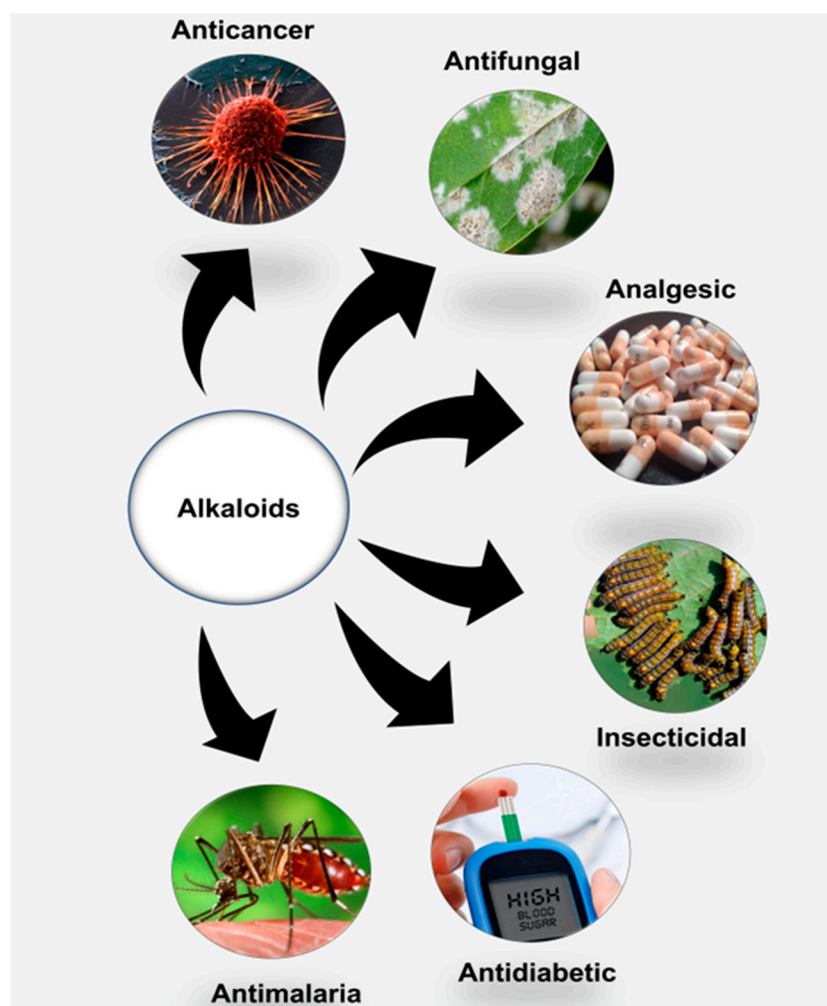 Anticancer
Antifungal
Analgesic
Alkaloids
Insecticidal
HIGH
BLOOD
SUGAR
Antidiabetic
Antimalaria